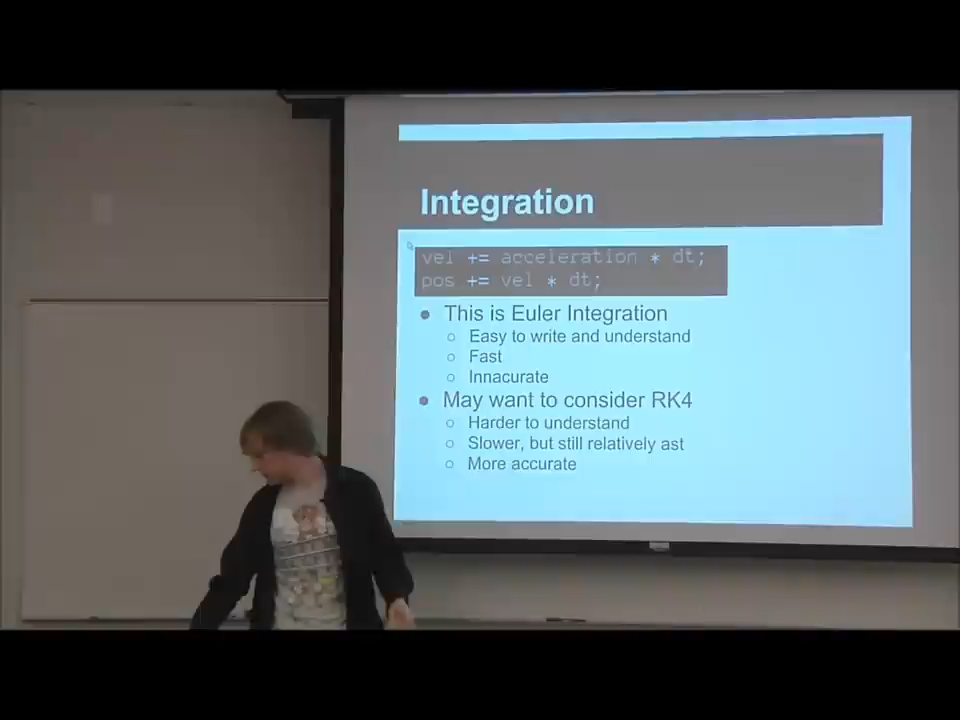 Integration
vel += acceleration * dt;
pos += vel * dt;
This is Euler Integration
Easy to write and understand
Fast
Innacurate
May want to consider RK4
Harder to understand
Slower, but still relatively ast
More accurate